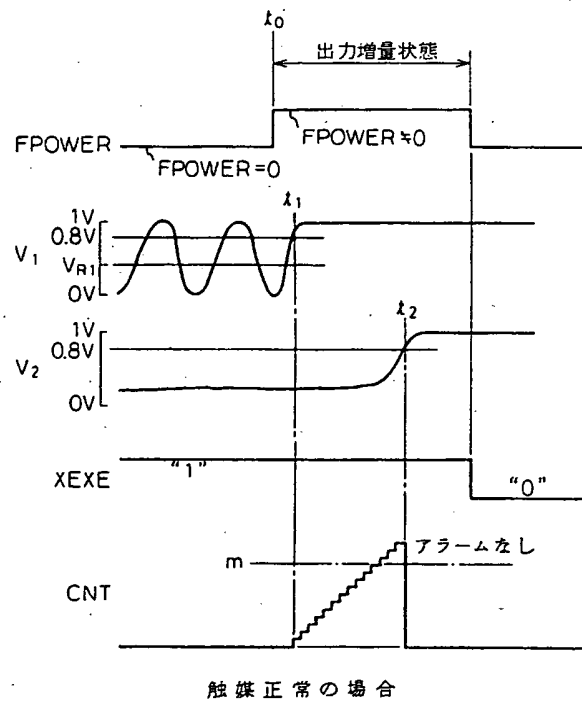 t0
出力増量状態
FPOWER
FPOWER=0
FPOWER≒0
t1
V1
1V
0.8V
VR1
0V
t2
V2
1V
0.8V
0V
XEXE
"1"
"0"
CNT
m
アラームなし
触媒正常の場合